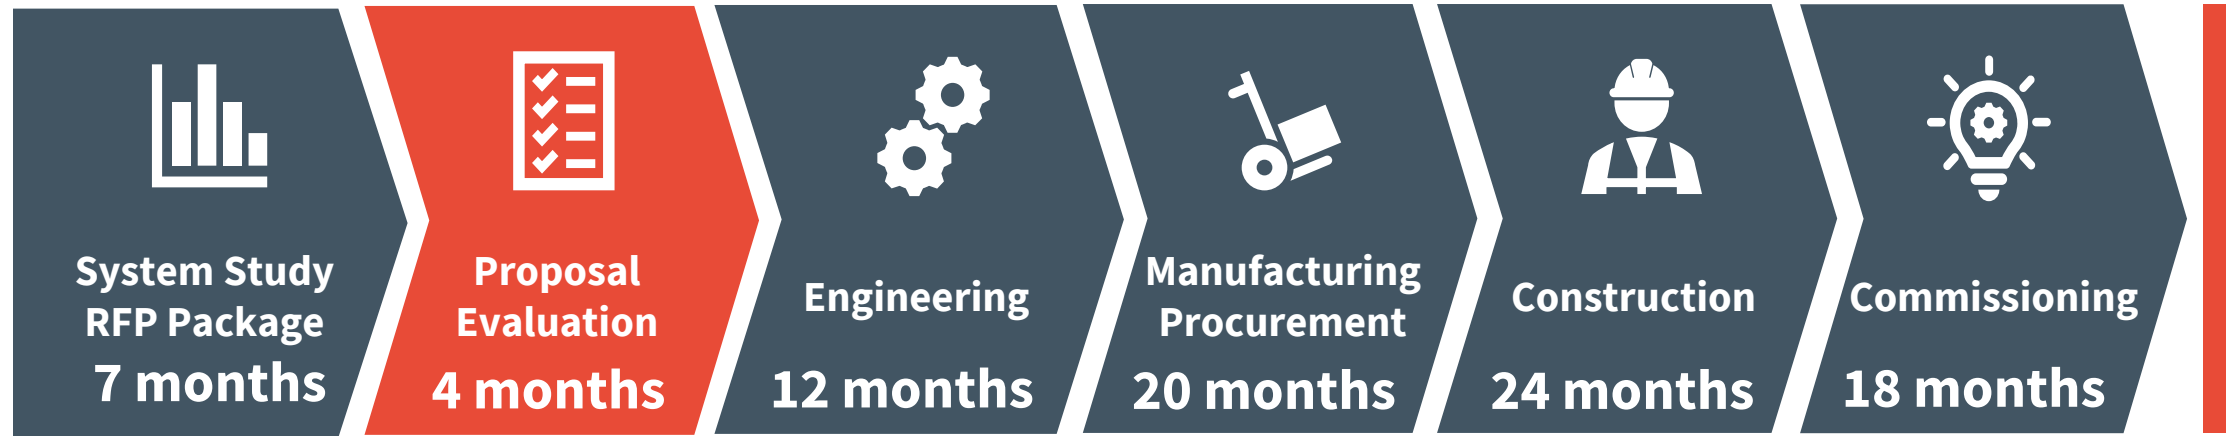 System Study
RFP Package
7 months
Proposal
Evaluation
4 months
Engineering
12 months
Manufacturing
Procurement
20 months
Construction
24 months
Commissioning
18 months